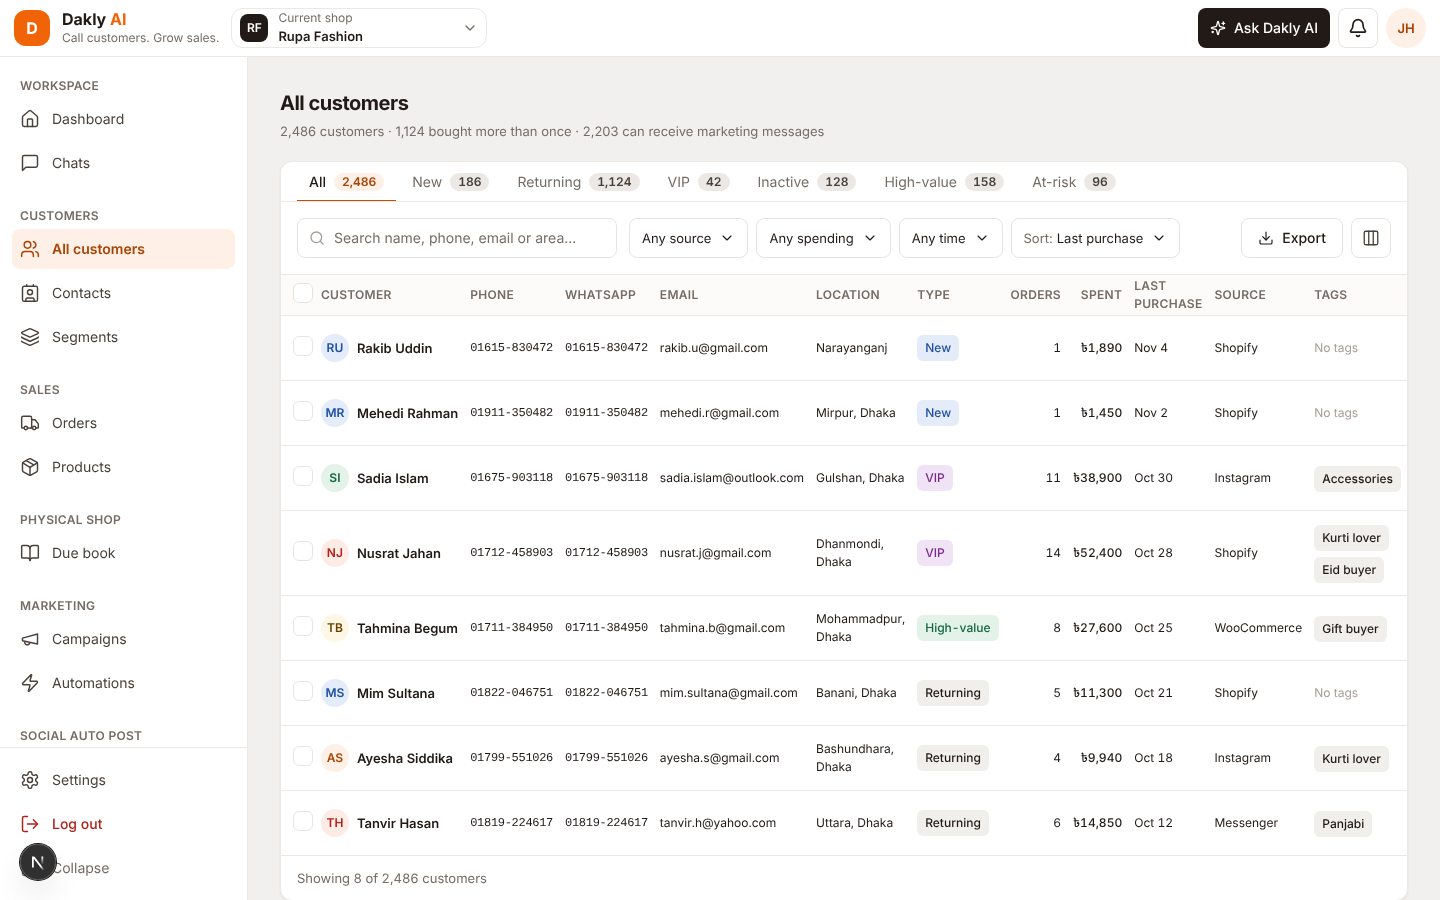 D
Dakly AI
Call customers. Grow sales.
RF
Current shop
Rupa Fashion
Ask Dakly AI
JH
WORKSPACE
Dashboard
Chats
CUSTOMERS
All customers
Contacts
Segments
SALES
Orders
Products
PHYSICAL SHOP
Due book
MARKETING
Campaigns
Automations
SOCIAL AUTO POST
Settings
Log out
N
Collapse
All customers
2,486 customers · 1,124 bought more than once · 2,203 can receive marketing messages
All 2,486 New 186 Returning 1,124 VIP 42 Inactive 128 High-value 158 At-risk 96
Search name, phone, email or area... Any source Any spending Any time Sort: Last purchase Export
CUSTOMER PHONE WHATSAPP EMAIL LOCATION TYPE ORDERS SPENT LAST PURCHASE SOURCE TAGS
RU Rakib Uddin 01615-830472 01615-830472 rakib.u@gmail.com Narayanganj New 1 ৳1,890 Nov 4 Shopify No tags
MR Mehedi Rahman 01911-350482 01911-350482 mehedi.r@gmail.com Mirpur, Dhaka New 1 ৳1,450 Nov 2 Shopify No tags
SI Sadia Islam 01675-903118 01675-903118 sadia.islam@outlook.com Gulshan, Dhaka VIP 11 ৳38,900 Oct 30 Instagram Accessories
NJ Nusrat Jahan 01712-458903 01712-458903 nusrat.j@gmail.com Dhanmondi, Dhaka VIP 14 ৳52,400 Oct 28 Shopify Kurti lover Eid buyer
TB Tahmina Begum 01711-384950 01711-384950 tahmina.b@gmail.com Mohammadpur, Dhaka High-value 8 ৳27,600 Oct 25 WooCommerce Gift buyer
MS Mim Sultana 01822-046751 01822-046751 mim.sultana@gmail.com Banani, Dhaka Returning 5 ৳11,300 Oct 21 Shopify No tags
AS Ayesha Siddika 01799-551026 01799-551026 ayesha.s@gmail.com Bashundhara, Dhaka Returning 4 ৳9,940 Oct 18 Instagram Kurti lover
TH Tanvir Hasan 01819-224617 01819-224617 tanvir.h@yahoo.com Uttara, Dhaka Returning 6 ৳14,850 Oct 12 Messenger Panjabi
Showing 8 of 2,486 customers